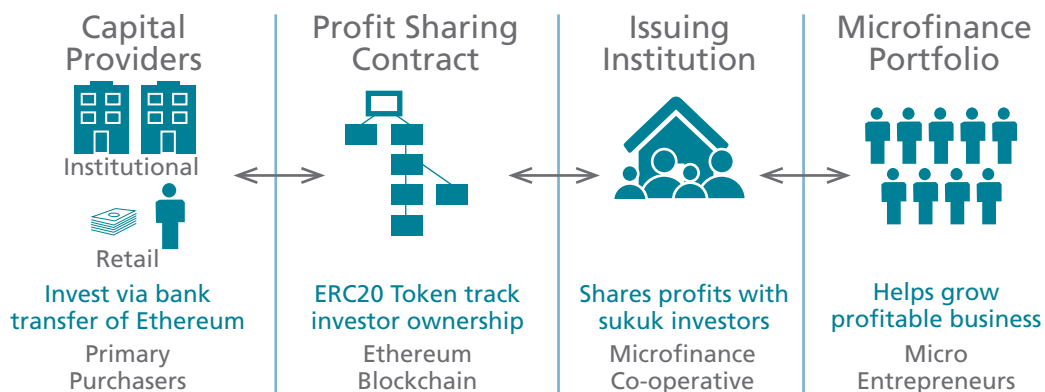 Capital
Providers
Institutional
Retail
Invest via bank
transfer of Ethereum
Primary
Purchasers
Profit Sharing
Contract
ERC20 Token track
investor ownership
Ethereum
Blockchain
Issuing
Institution
Shares profits with
sukuk investors
Microfinance
Co-operative
Microfinance
Portfolio
Helps grow
profitable business
Micro
Entrepreneurs